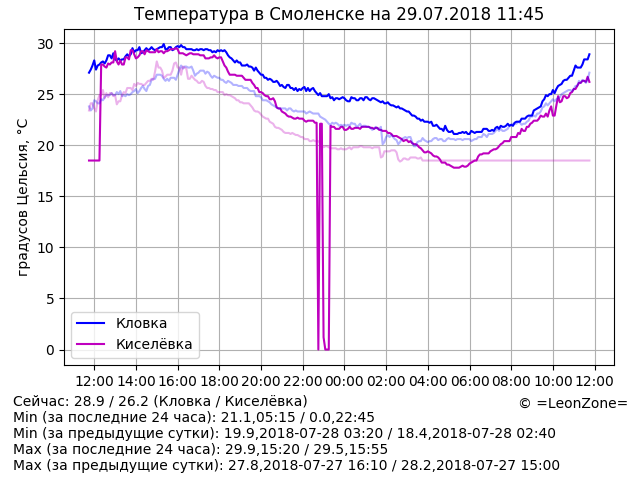 Температура в Смоленске на 29.07.2018 11:45
градусов Цельсия, °C
30
25
20
15
10
5
0
Кловка
Киселёвка
12:00 14:00 16:00 18:00 20:00 22:00 00:00 02:00 04:00 06:00 08:00 10:00 12:00
Сейчас: 28.9 / 26.2 (Кловка / Киселёвка)
© =LeonZone=
Min (за последние 24 часа): 21.1,05:15 / 0.0,22:45
Min (за предыдущие сутки): 19.9,2018-07-28 03:20 / 18.4,2018-07-28 02:40
Max (за последние 24 часа): 29.9,15:20 / 29.5,15:55
Max (за предыдущие сутки): 27.8,2018-07-27 16:10 / 28.2,2018-07-27 15:00